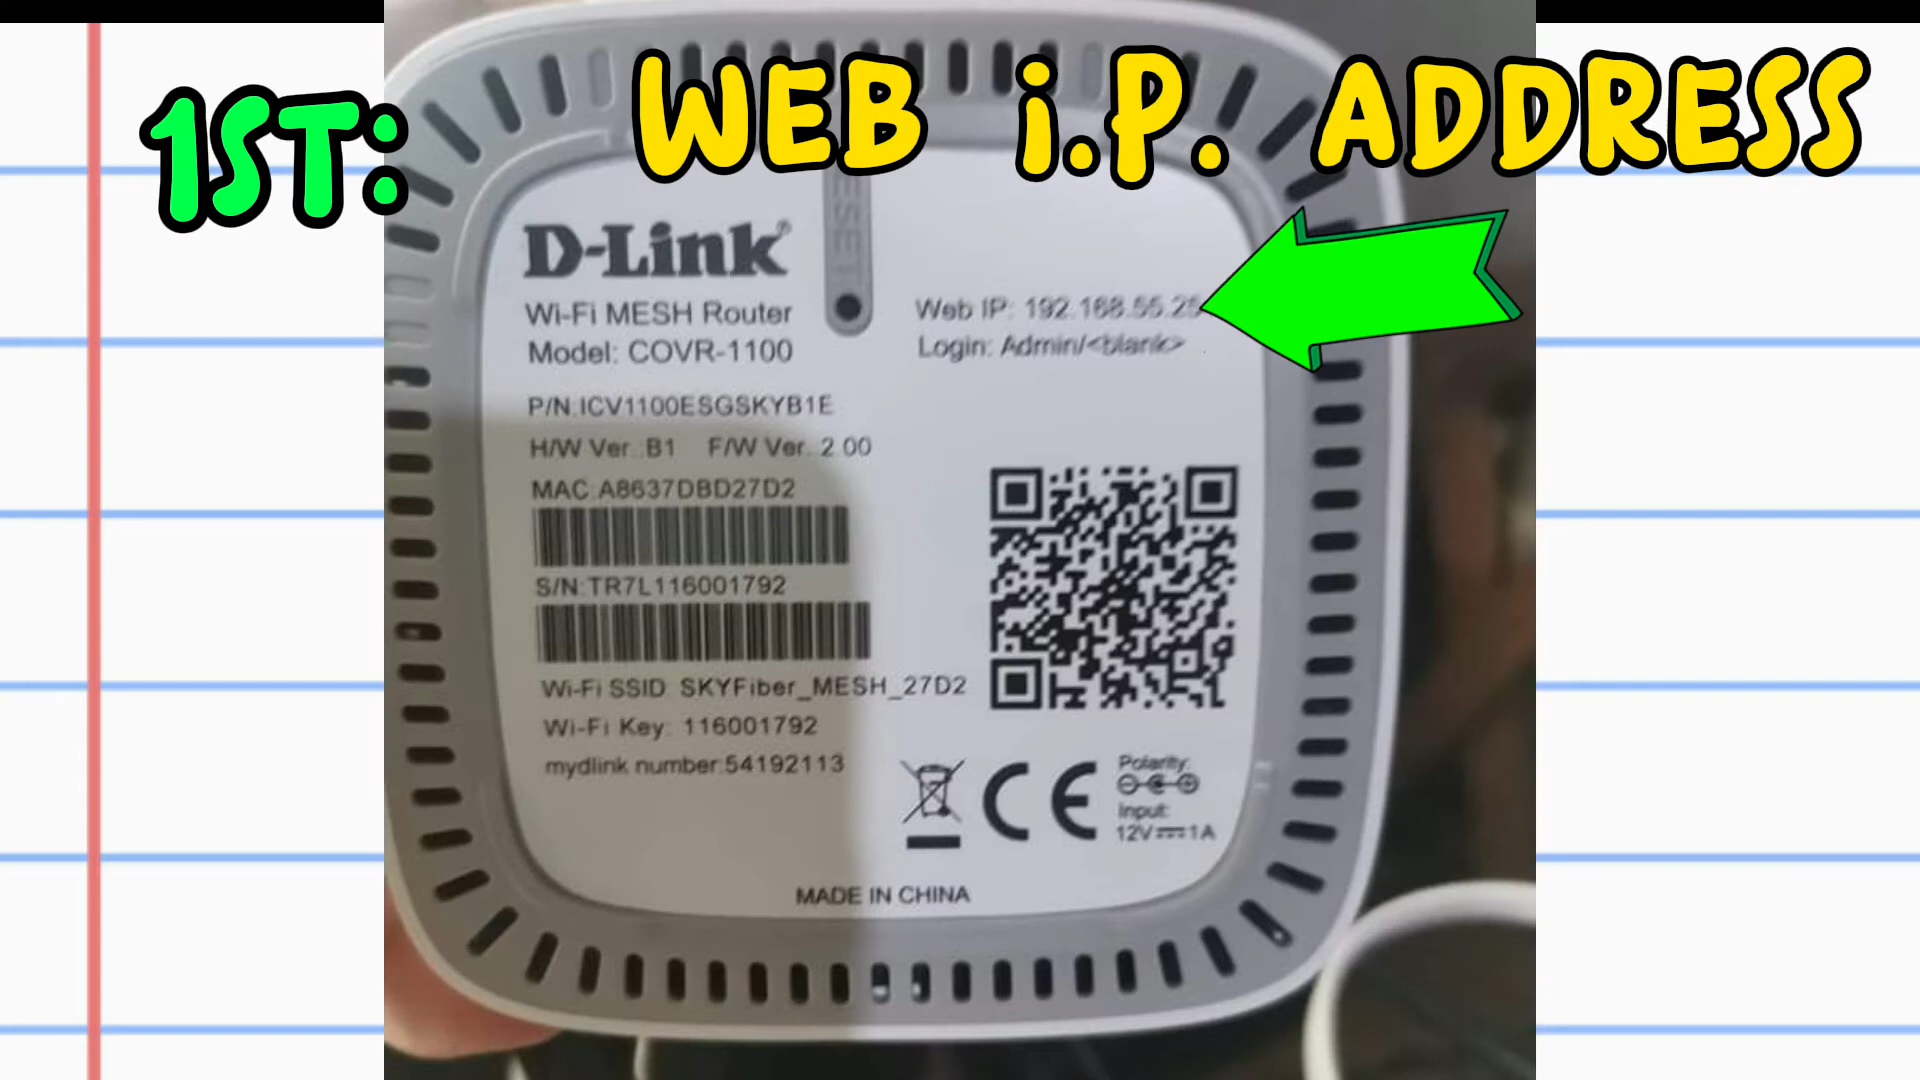 1ST: WEB i.P. ADDRESS
RESET
D-Link
Wi-Fi MESH Router
Model: COVR-1100
Web IP: 192.168.55.25
Login: Admin/<blank>
P/N:ICV1100ESGSKYB1E
H/W Ver.:B1 F/W Ver.:2.00
MAC:A8637DBD27D2
S/N:TR7L116001792
Wi-Fi SSID SKYFiber_MESH_27D2
Wi-Fi Key: 116001792
mydlink number:54192113
CE
Polarity:
Input:
12V⎓1A
MADE IN CHINA